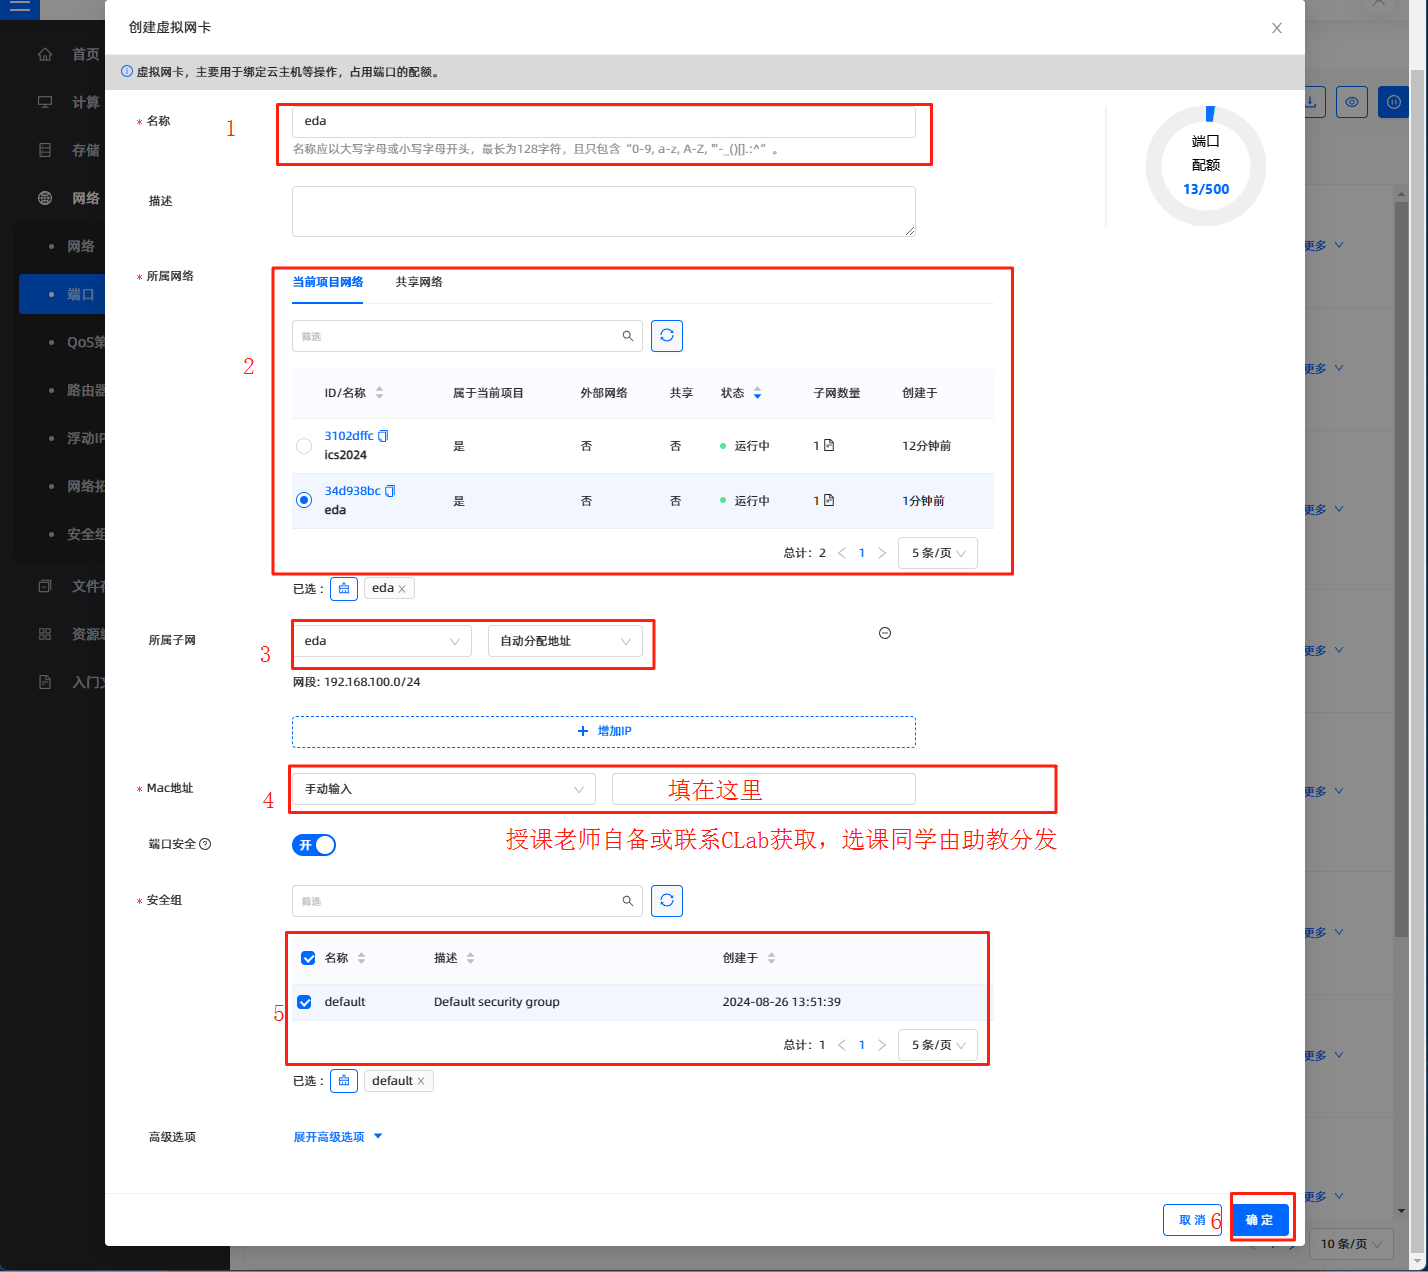 创建虚拟网卡
虚拟网卡，主要用于绑定云主机等操作，占用端口的配额。
首页
计算
存储
网络
网络
端口
QoS策
路由器
浮动IP
网络拓
安全组
文件存
资源编
入门文
* 名称
1
eda
名称应以大写字母或小写字母开头，最长为128字符，且只包含“0-9, a-z, A-Z, "'-_()[].:^”。
端口
配额
13/500
描述
* 所属网络
2
当前项目网络 共享网络
筛选
ID/名称 属于当前项目 外部网络 共享 状态 子网数量 创建于
3102dffc
ics2024 是 否 否 运行中 1 12分钟前
34d938bc
eda 是 否 否 运行中 1 1分钟前
总计：2 < 1 > 5 条/页
已选： eda ×
所属子网
3
eda 自动分配地址
网段: 192.168.100.0/24
+ 增加IP
* Mac地址
4
手动输入 填在这里
授课老师自备或联系CLab获取，选课同学由助教分发
端口安全 开
* 安全组
筛选
5
名称 描述 创建于
default Default security group 2024-08-26 13:51:39
总计：1 < 1 > 5 条/页
已选： default ×
高级选项 展开高级选项
取消 6 确定
更多
更多
更多
更多
更多
更多
更多
更多
更多
10 条/页